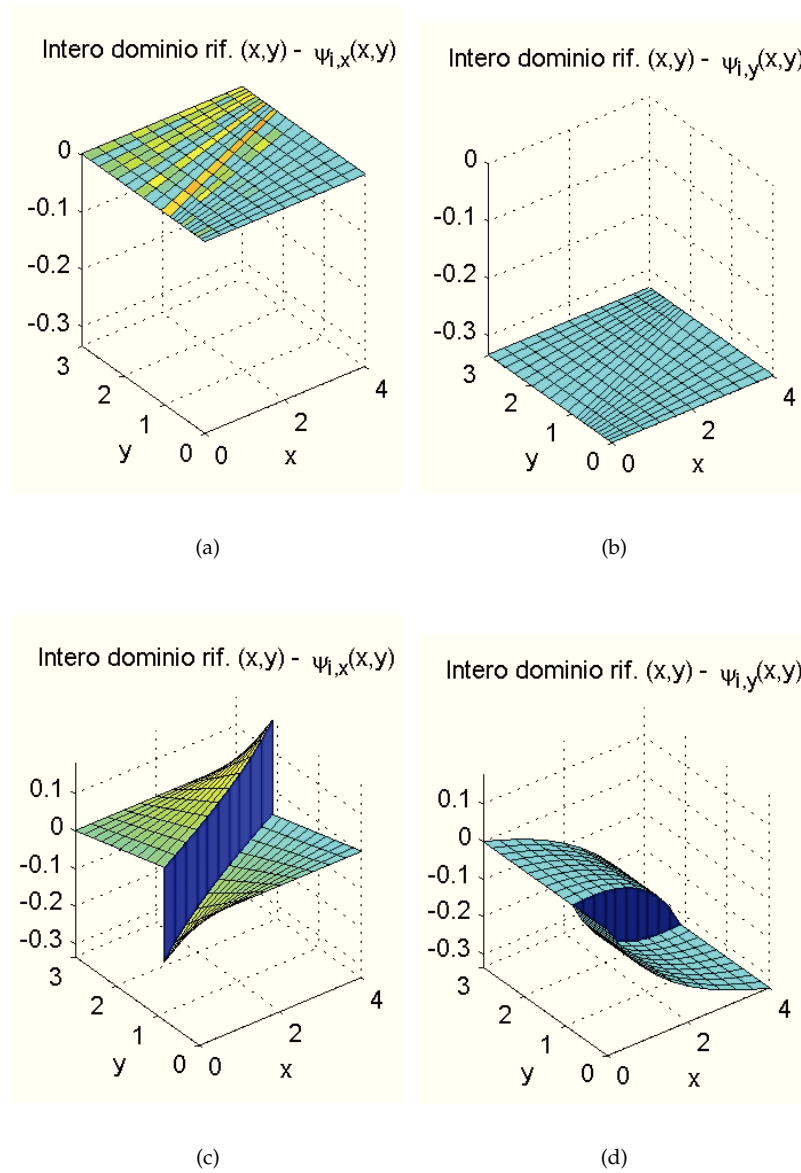 Intero dominio rif. (x,y) - ψi,x(x,y)
0
-0.1
-0.2
-0.3
3
2
1
0
0
2
4
y
x
(a)
Intero dominio rif. (x,y) - ψi,y(x,y)
0
-0.1
-0.2
-0.3
3
2
1
0
0
2
4
y
x
(b)
Intero dominio rif. (x,y) - ψi,x(x,y)
0.1
0
-0.1
-0.2
-0.3
3
2
1
0
0
2
4
y
x
(c)
Intero dominio rif. (x,y) - ψi,y(x,y)
0.1
0
-0.1
-0.2
-0.3
3
2
1
0
0
2
4
y
x
(d)